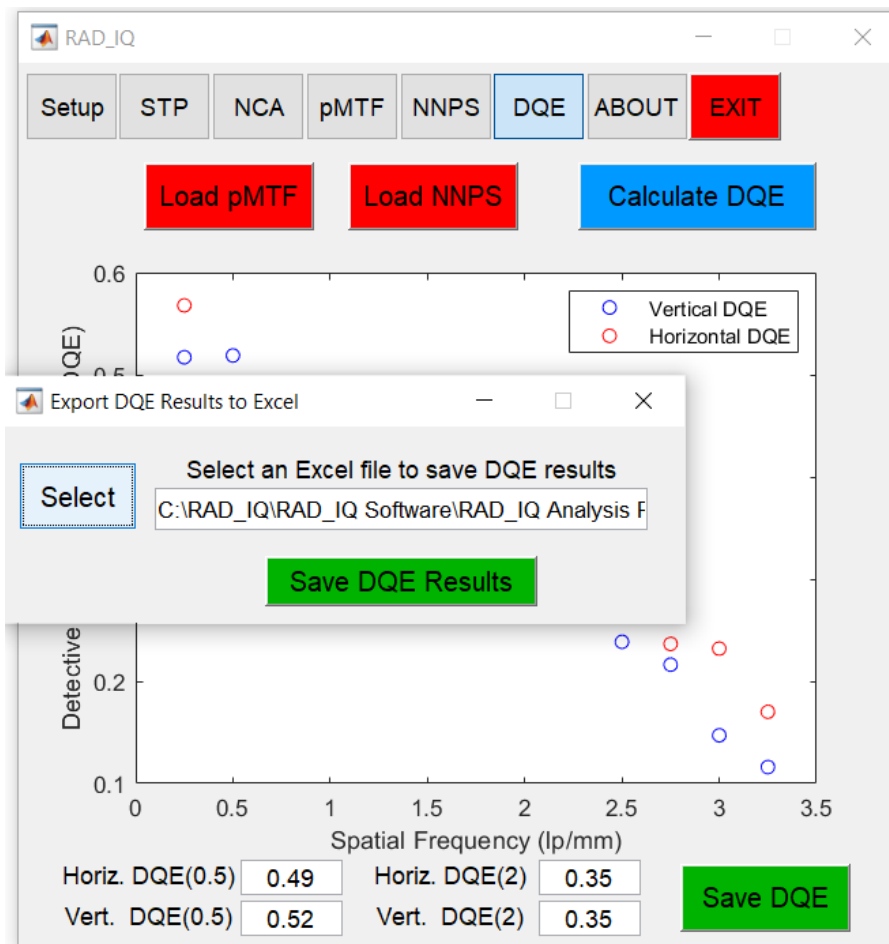 RAD_IQ
Setup STP NCA pMTF NNPS DQE ABOUT EXIT
Load pMTF Load NNPS Calculate DQE
0.6
Vertical DQE
Horizontal DQE
DQE)
Export DQE Results to Excel
Select an Excel file to save DQE results
Select
C:\RAD_IQ\RAD_IQ Software\RAD_IQ Analysis F
Save DQE Results
Detective
0.2
0.1
0 0.5 1 1.5 2 2.5 3 3.5
Spatial Frequency (lp/mm)
Horiz. DQE(0.5) 0.49 Horiz. DQE(2) 0.35
Vert. DQE(0.5) 0.52 Vert. DQE(2) 0.35
Save DQE